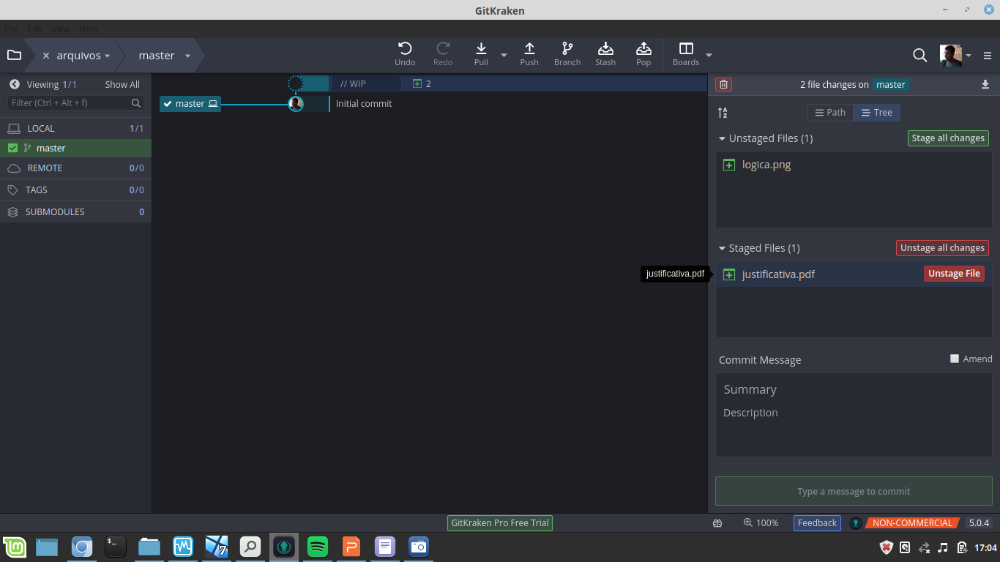 GitKraken
File Edit View Help
arquivos master Undo Redo Pull Push Branch Stash Pop Boards
Viewing 1/1 Show All
Filter (Ctrl + Alt + f)
LOCAL 1/1
master
REMOTE 0/0
TAGS 0/0
SUBMODULES 0
// WIP 2
master Initial commit
2 file changes on master
A Z
Path Tree
Unstaged Files (1) Stage all changes
logica.png
Staged Files (1) Unstage all changes
justificativa.pdf
justificativa.pdf Unstage File
Commit Message Amend
Summary
Description
Type a message to commit
GitKraken Pro Free Trial 100% Feedback NON-COMMERCIAL 5.0.4
$_ 7 17:04